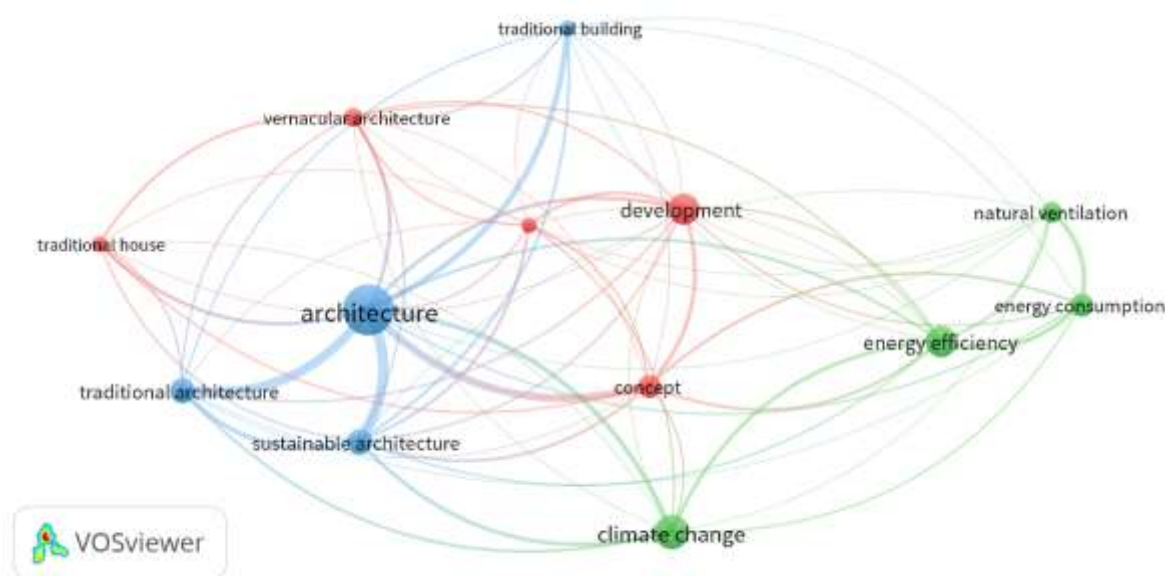 traditional building
vernacular architecture
development
natural ventilation
traditional house
energy consumption
architecture
energy efficiency
concept
traditional architecture
sustainable architecture
climate change
VOSviewer